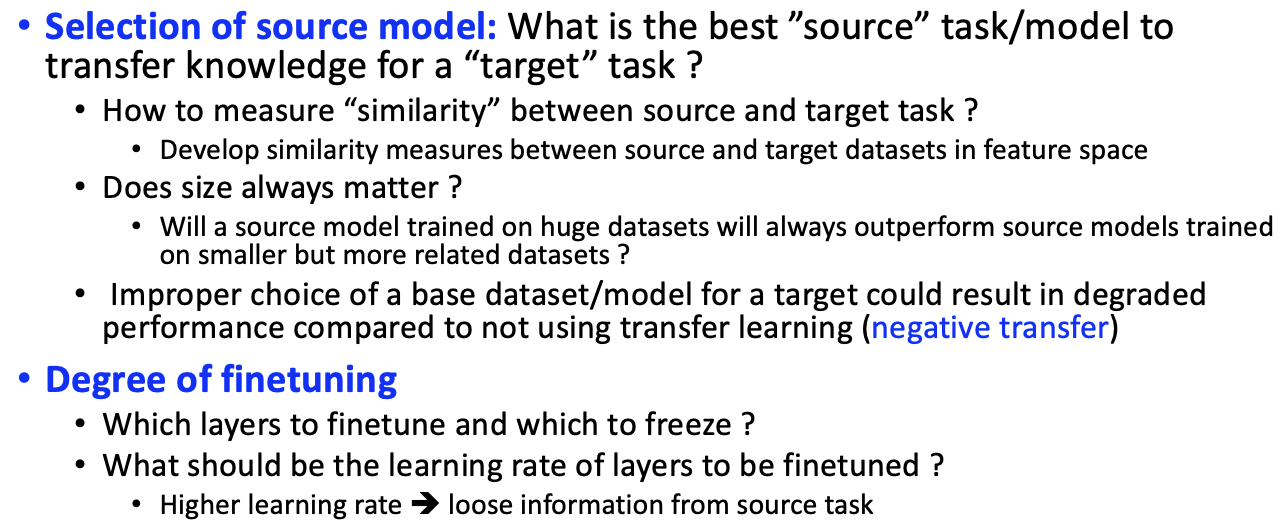 • Selection of source model: What is the best ”source” task/model to
transfer knowledge for a “target” task ?
• How to measure “similarity” between source and target task ?
• Develop similarity measures between source and target datasets in feature space
• Does size always matter ?
• Will a source model trained on huge datasets will always outperform source models trained
on smaller but more related datasets ?
• Improper choice of a base dataset/model for a target could result in degraded
performance compared to not using transfer learning (negative transfer)
• Degree of finetuning
• Which layers to finetune and which to freeze ?
• What should be the learning rate of layers to be finetuned ?
• Higher learning rate ➔ loose information from source task